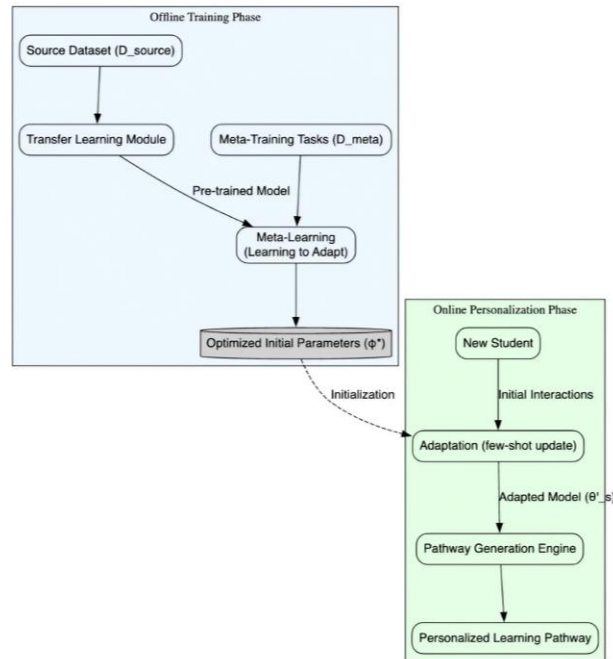 Offline Training Phase
Source Dataset (D_source)
Transfer Learning Module
Meta-Training Tasks (D_meta)
Pre-trained Model
Meta-Learning
(Learning to Adapt)
Optimized Initial Parameters (ϕ*)
Initialization
Online Personalization Phase
New Student
Initial Interactions
Adaptation (few-shot update)
Adapted Model (θ'_s)
Pathway Generation Engine
Personalized Learning Pathway